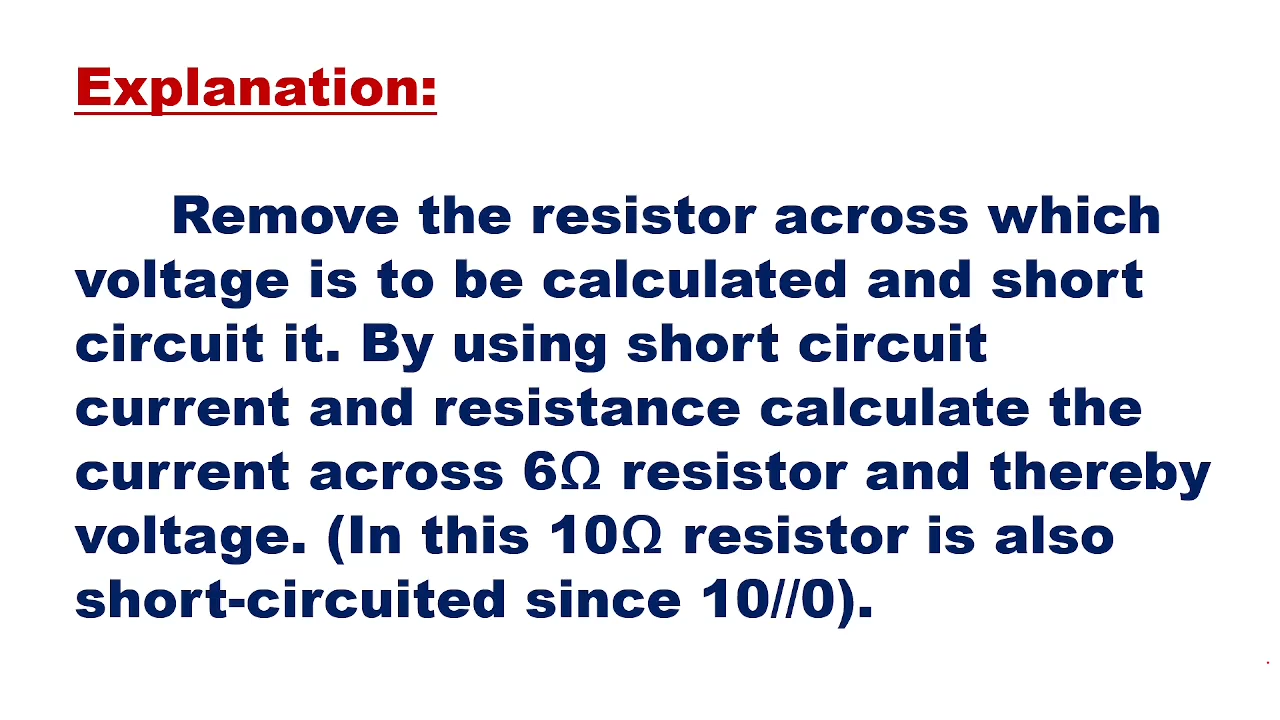 Explanation:
Remove the resistor across which
voltage is to be calculated and short
circuit it. By using short circuit
current and resistance calculate the
current across 6Ω resistor and thereby
voltage. (In this 10Ω resistor is also
short-circuited since 10//0).